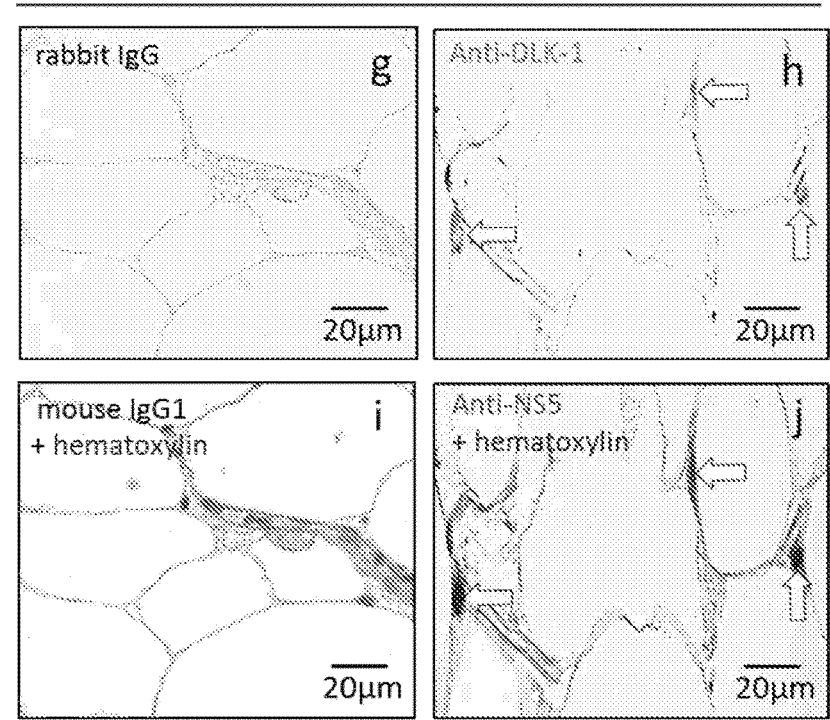 rabbit IgG
g
20µm
Anti-DLK-1
h
20µm
mouse IgG1
+ hematoxylin
i
20µm
Anti-NS5
+ hematoxylin
j
20µm